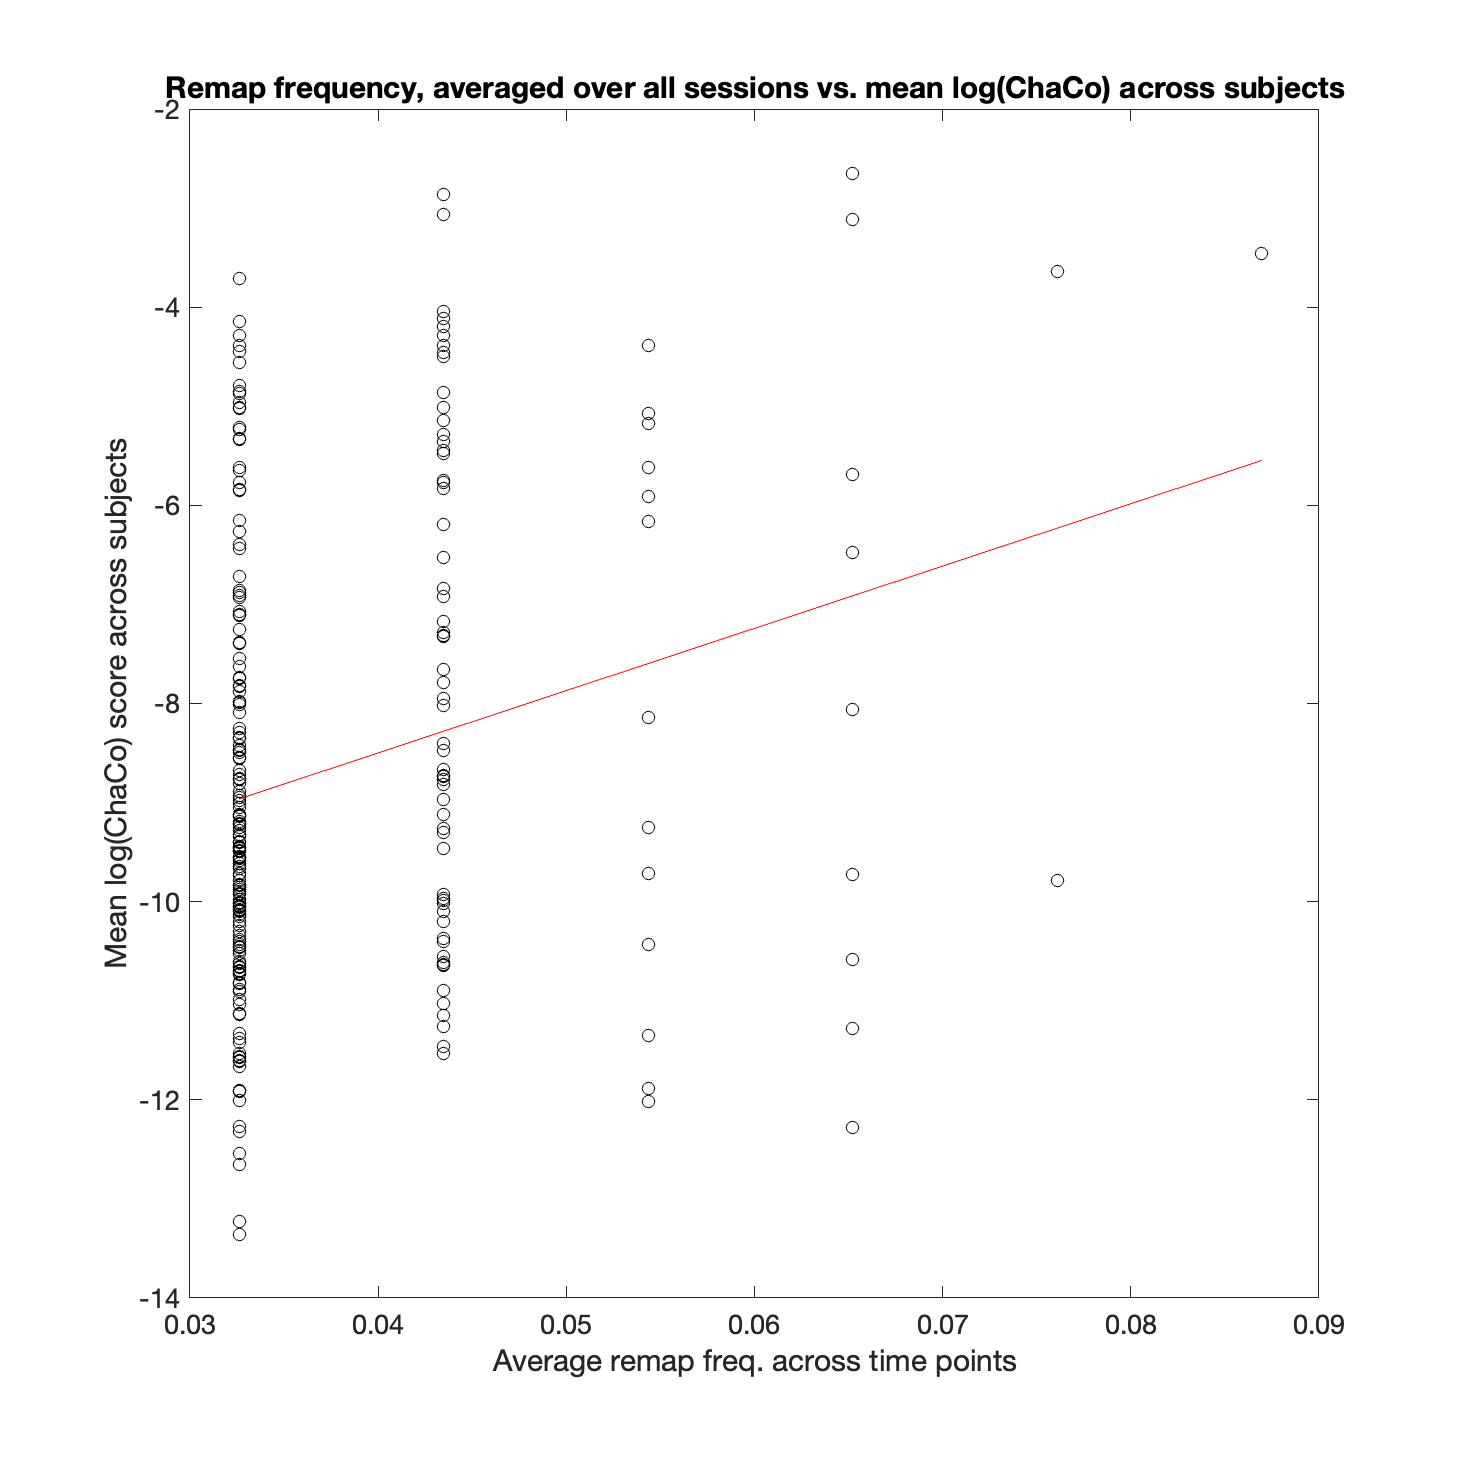 Remap frequency, averaged over all sessions vs. mean log(ChaCo) across subjects
-2
-4
-6
-8
-10
-12
-14
Mean log(ChaCo) score across subjects
0.03 0.04 0.05 0.06 0.07 0.08 0.09
Average remap freq. across time points